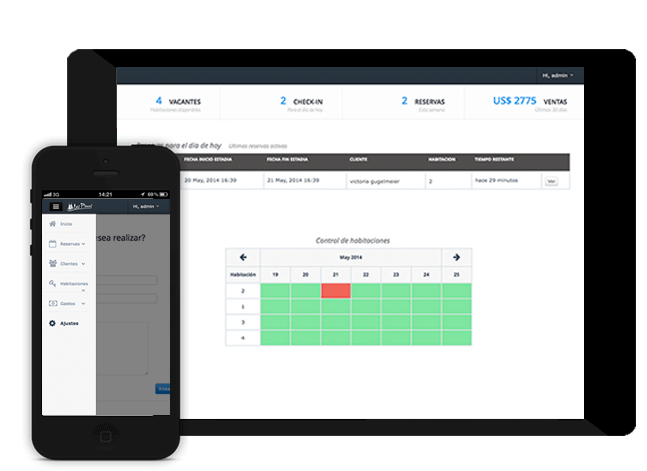 Hi, admin
4 VACANTES
Habitaciones disponibles
2 CHECK-IN
Para el dia de hoy
2 RESERVAS
Esta semana
US$ 2775 VENTAS
Últimos 30 días
para el dia de hoy Ultimas reservas activas
FECHA INICIO ESTADIA FECHA FIN ESTADIA CLIENTE HABITACION TIEMPO RESTANTE
20 May, 2014 16:39 21 May, 2014 16:39 victoria gugelmeier 2 hace 29 minutos Ver
Control de habitaciones
May 2014
Habitación 19 20 21 22 23 24 25
2
1
3
4
3G 14:21 69%
Hi, admin
Inicio
sea realizar?
Reservas
Clientes
Habitaciones
Gastos
Ajustes